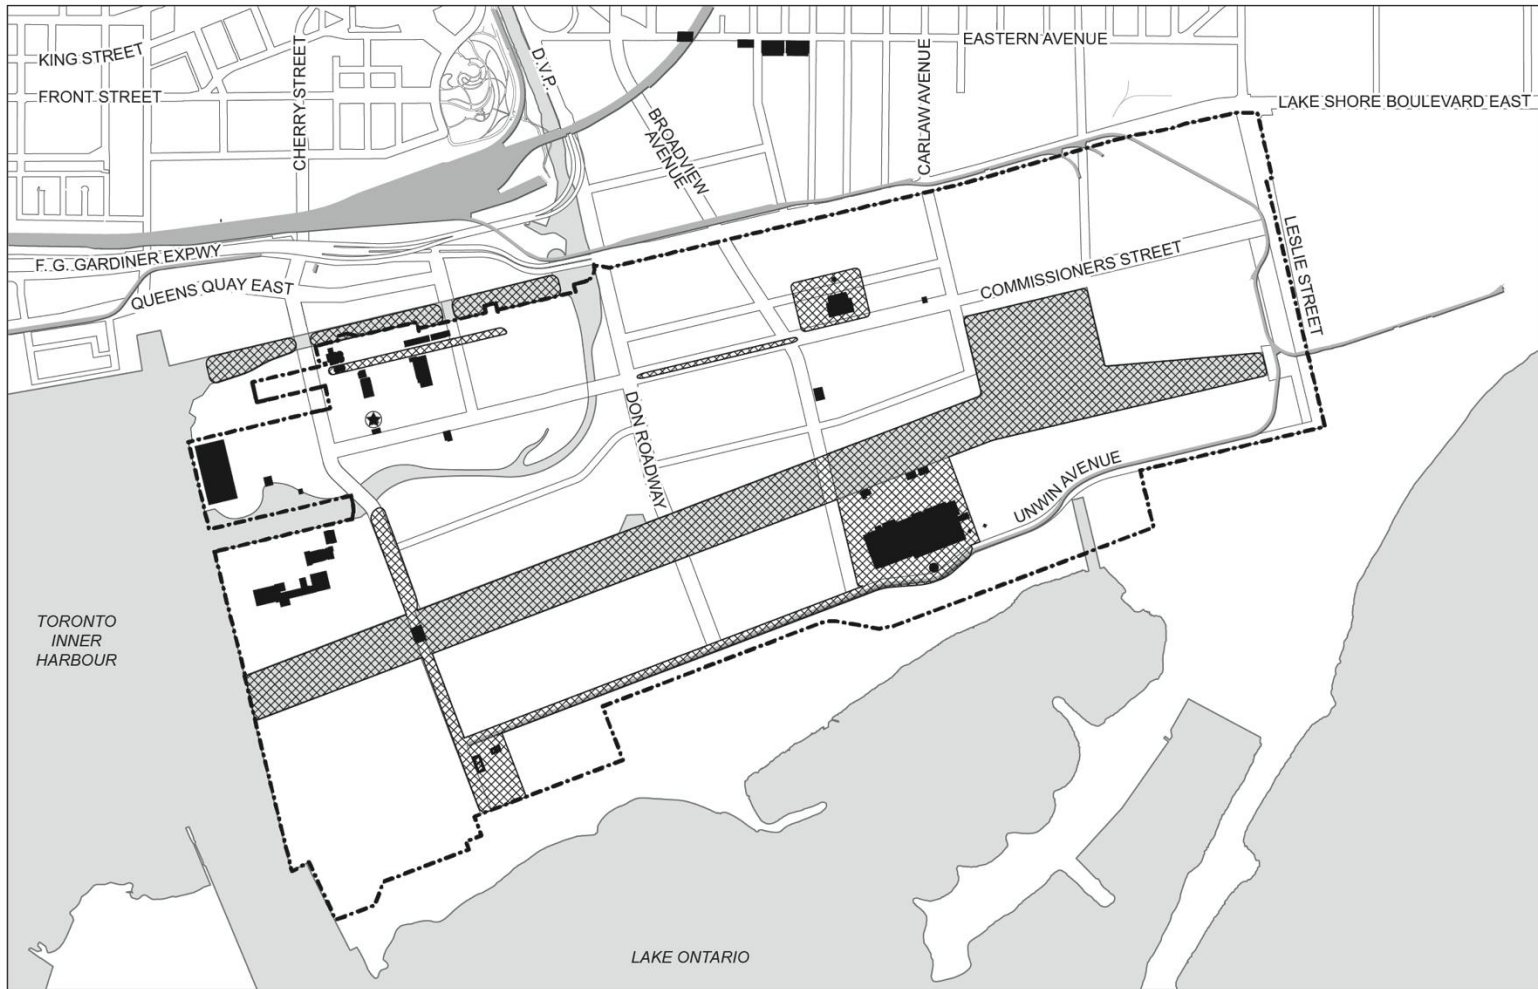 KING STREET
FRONT STREET
CHERRY STREET
D.V.P.
BROADVIEW
AVENUE
CARLAW AVENUE
EASTERN AVENUE
LAKE SHORE BOULEVARD EAST
F. G. GARDINER EXPWY
QUEENS QUAY EAST
COMMISSIONERS STREET
LESLIE STREET
DON ROADWAY
UNWIN AVENUE
TORONTO
INNER
HARBOUR
LAKE ONTARIO